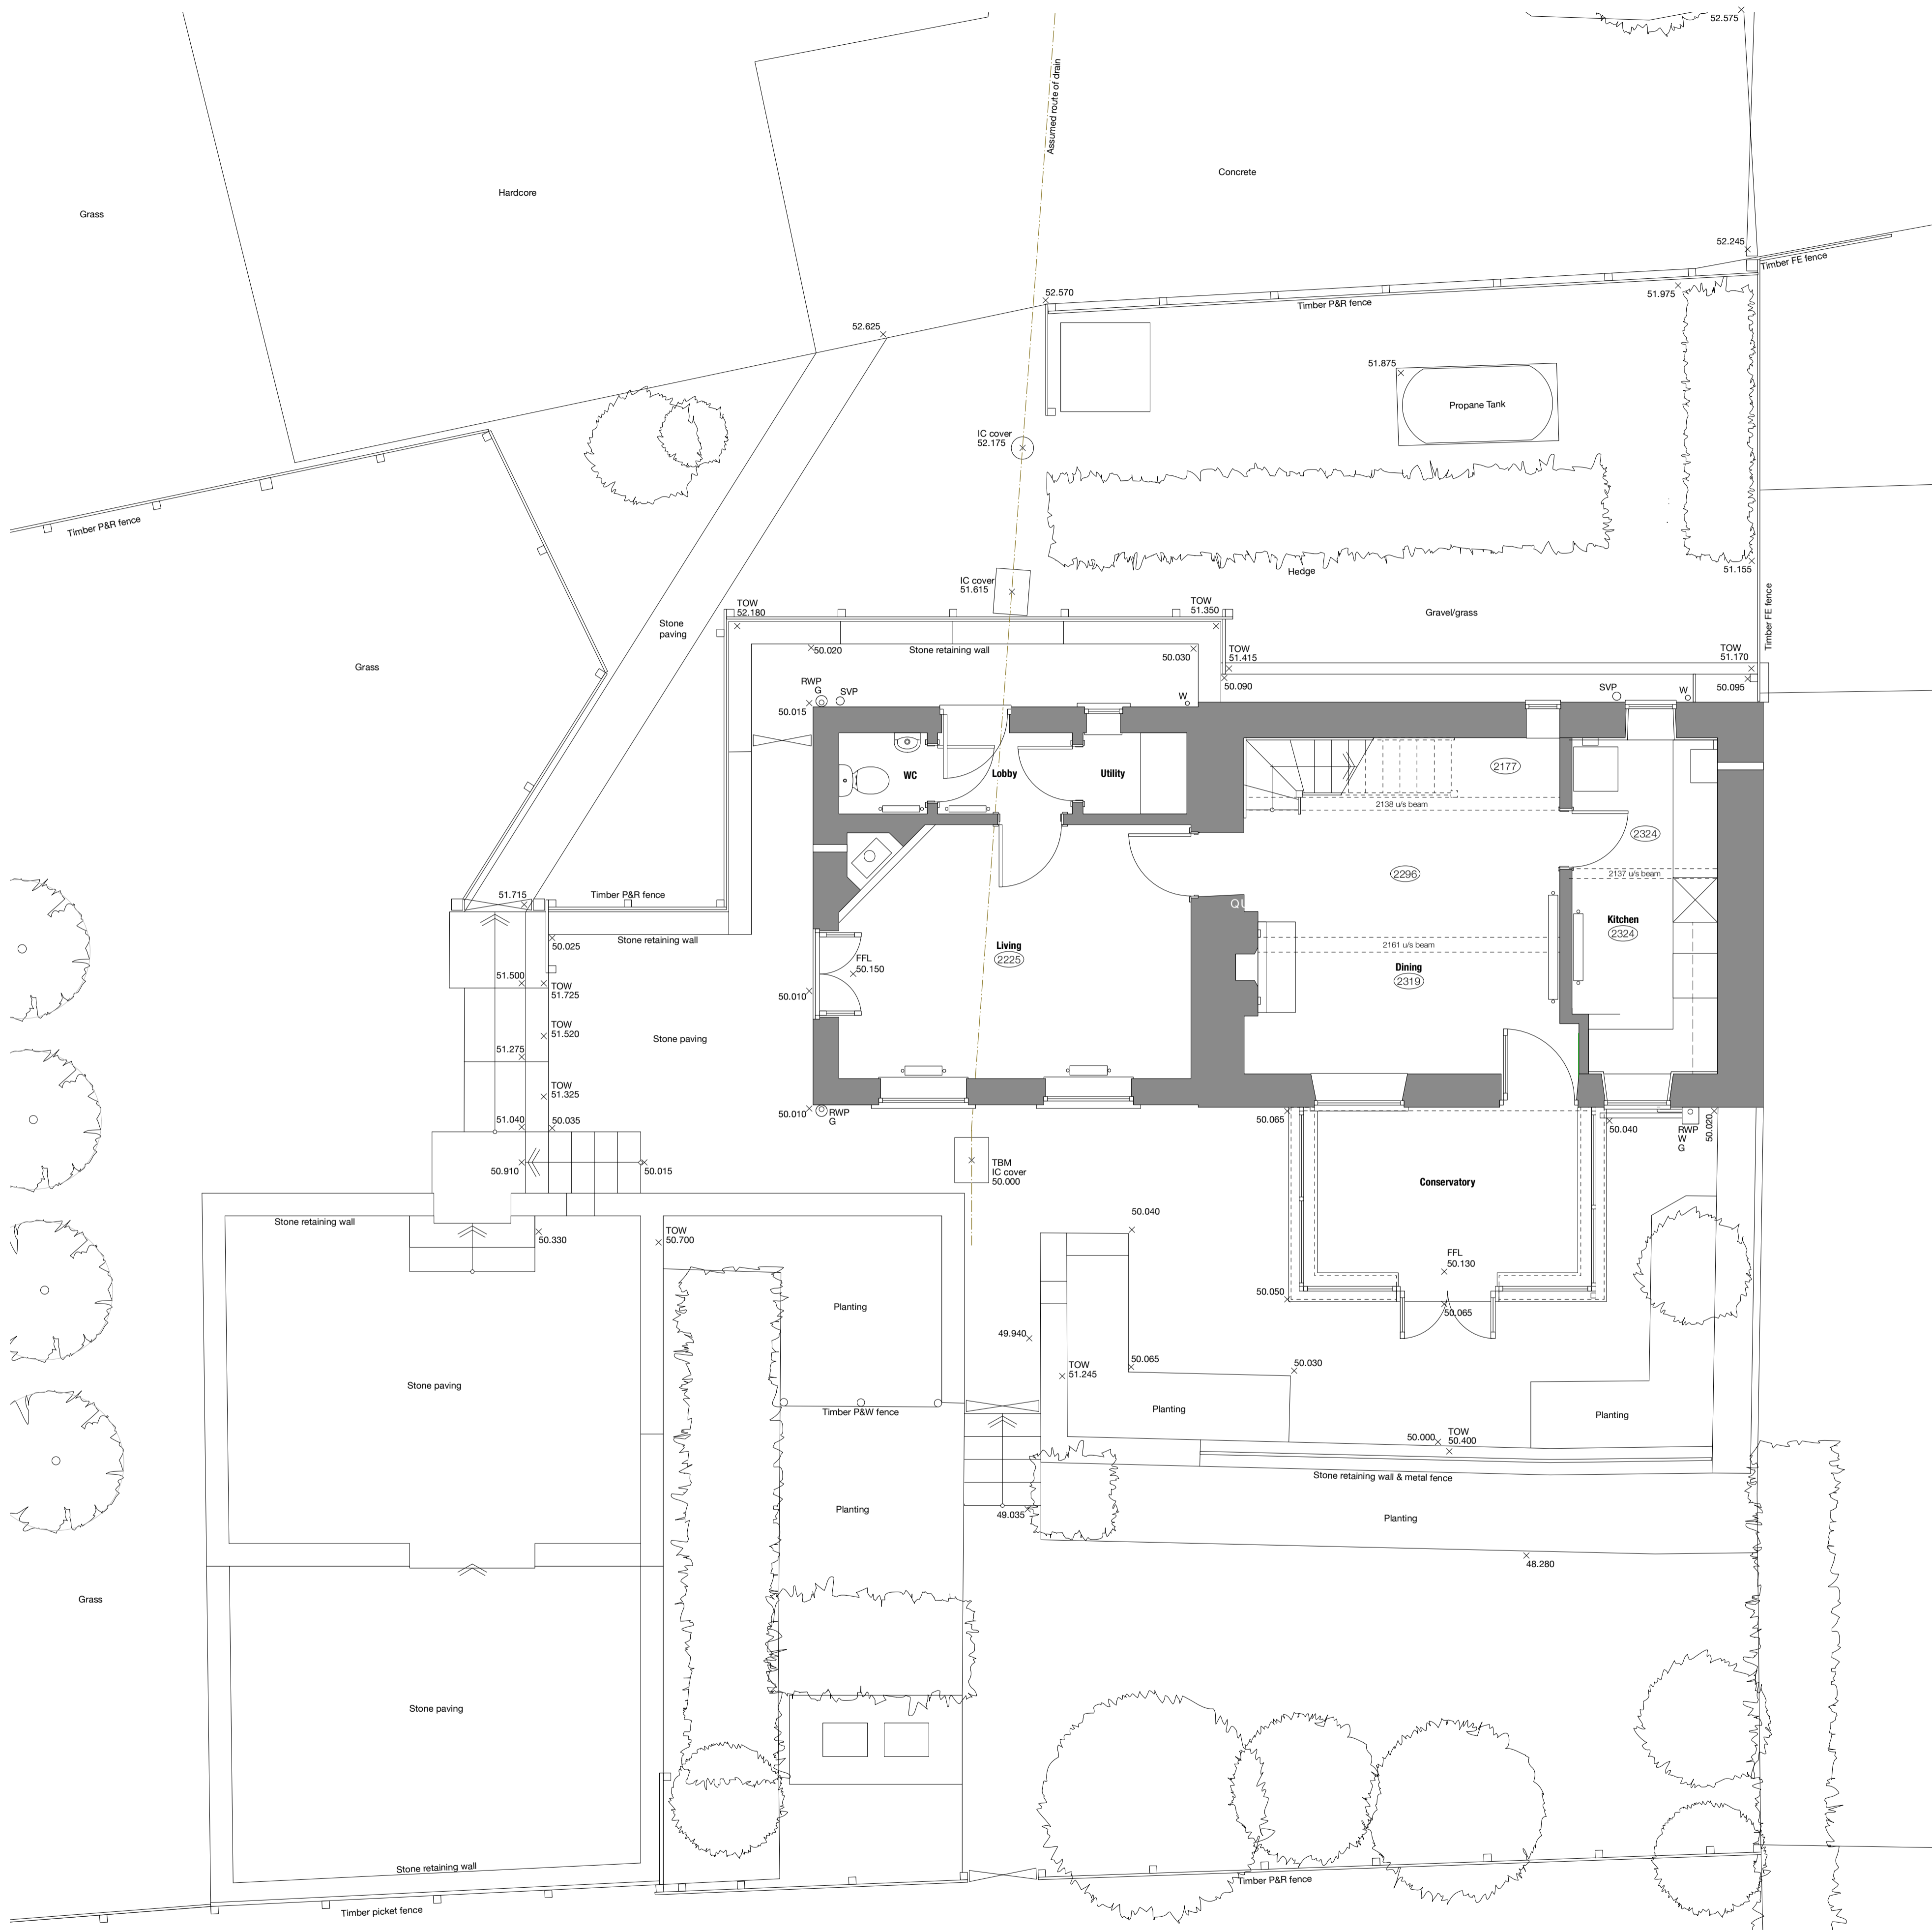 52.575
Assumed route of drain
Concrete
Hardcore
Grass
52.245
Timber FE fence
52.570
Timber P&R fence
51.975
52.625
51.875
Propane Tank
IC cover
52.175
Timber P&R fence
Hedge
51.155
IC cover
51.615
TOW
52.180
TOW
51.350
Gravel/grass
Timber FE fence
Stone
paving
Grass
50.020
Stone retaining wall
50.030
TOW
51.415
TOW
51.170
RWP
G
SVP
50.090
SVP
W
50.095
W
50.015
WC
Lobby
Utility
2177
2138 u/s beam
2324
2296
2137 u/s beam
51.715
Timber P&R fence
QU
Kitchen
2324
50.025
Stone retaining wall
Living
2225
2161 u/s beam
FFL
50.150
Dining
2319
51.500
TOW
51.725
50.010
TOW
51.520
Stone paving
51.275
TOW
51.325
51.040
50.035
50.010
RWP
G
50.065
50.040
RWP
W
G
50.020
50.910
50.015
TBM
IC cover
50.000
Conservatory
Stone retaining wall
50.330
TOW
50.700
50.040
FFL
50.130
50.050
50.065
Planting
49.940
TOW
51.245
50.065
50.030
Stone paving
Timber P&W fence
Planting
Planting
50.000
TOW
50.400
Stone retaining wall & metal fence
Planting
49.035
Planting
48.280
Grass
Stone paving
Stone retaining wall
Timber P&R fence
Timber picket fence